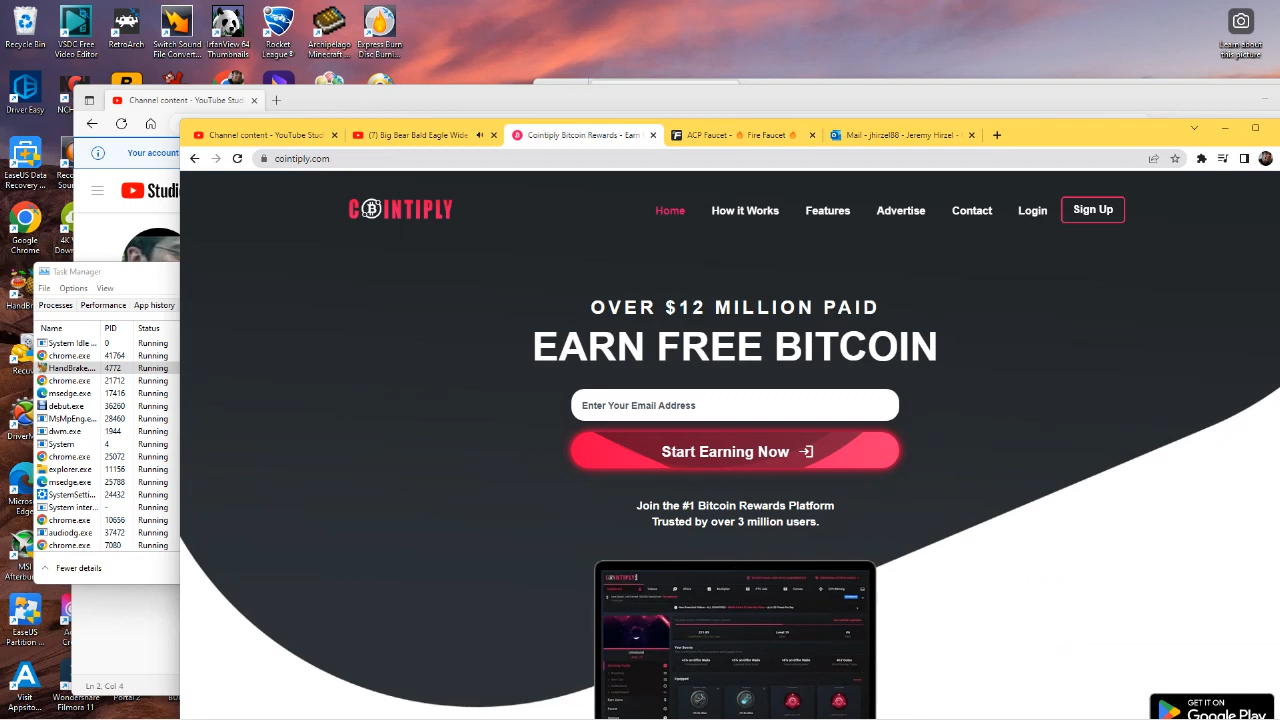 Recycle Bin
VSDC Free Video Editor
RetroArch
Switch Sound File Convert...
IrfanView 64 Thumbnails
Rocket League®
Archipelago Minecraft ...
Express Burn Disc Burni...
Learn about this picture
Driver Easy
NCH
Channel content - YouTube Stud
Channel content - YouTube Stud
(7) Big Bear Bald Eagle Wide
Cointiply Bitcoin Rewards - Earn
ACP Faucet - 🔥 Fire Faucet 🔥
Mail - jhirzel88 - Jeremy Hirzel -
cointiply.com
EaseUS Data Recovery ...
Your account
Studio
Google Chrome
4K V
COINTIPLY
Home
How it Works
Features
Advertise
Contact
Login
Sign Up
Task Manager
File Options View
Processes Performance App history
Name PID Status
System Idle ... 0 Running
chrome.exe 41764 Running
HandBrake.... 4772 Running
chrome.exe 21712 Running
msedge.exe 17416 Running
debut.exe 36260 Running
MsMpEng.e... 28460 Running
dwm.exe 1944 Running
System 4 Running
chrome.exe 25072 Running
explorer.exe 11156 Running
msedge.exe 25788 Running
SystemSetti... 24432 Running
System inter... - Running
chrome.exe 10656 Running
audiodg.exe 37472 Running
chrome.exe 7080 Running
Fewer details
OVER $12 MILLION PAID
EARN FREE BITCOIN
Enter Your Email Address
Start Earning Now
Join the #1 Bitcoin Rewards Platform
Trusted by over 3 million users.
Ln 2, Col 4
GET IT ON
Google Play